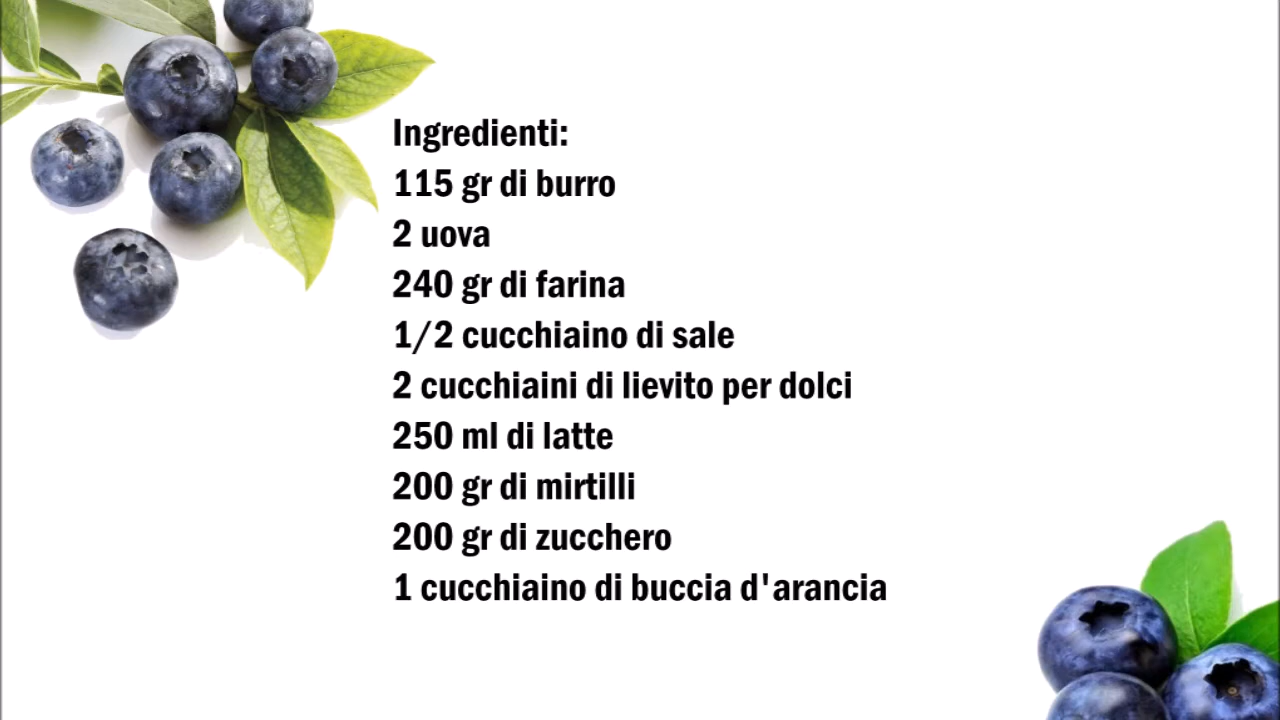 Ingredienti:
115 gr di burro
2 uova
240 gr di farina
1/2 cucchiaino di sale
2 cucchiaini di lievito per dolci
250 ml di latte
200 gr di mirtilli
200 gr di zucchero
1 cucchiaino di buccia d'arancia